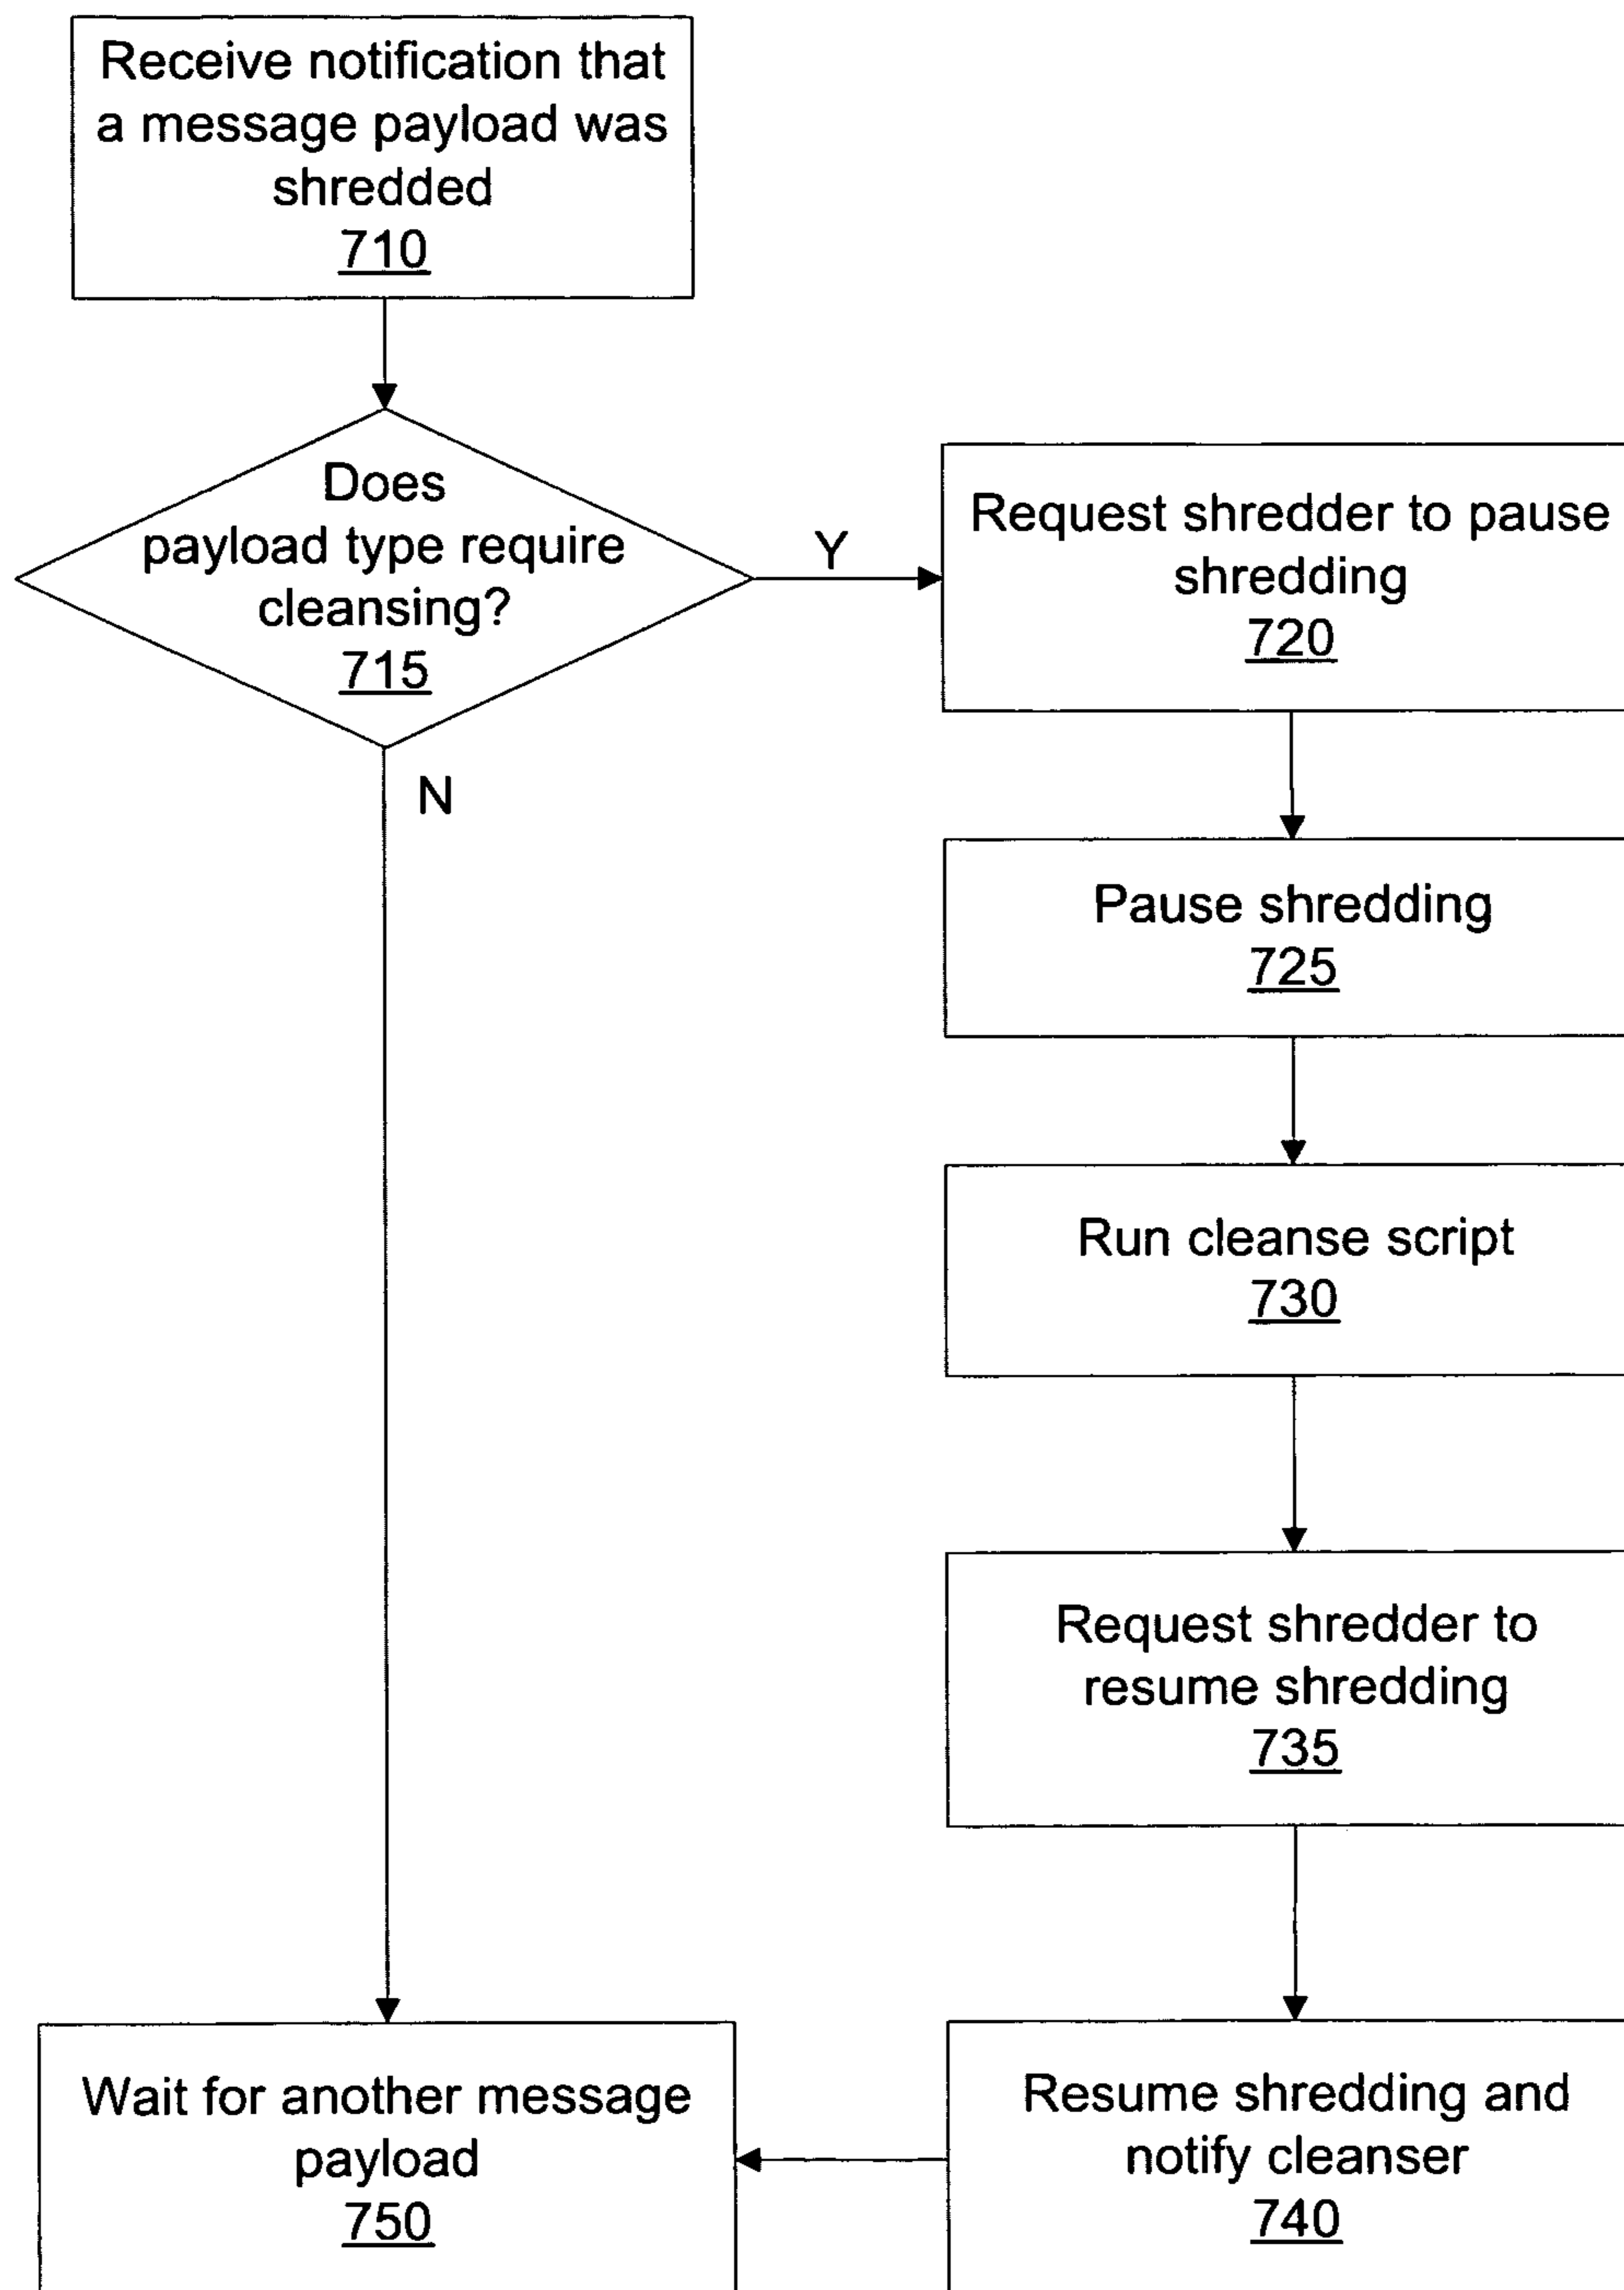 Receive notification that
a message payload was
shredded
710
Does
payload type require
cleansing?
715
Y
N
Request shredder to pause
shredding
720
Pause shredding
725
Run cleanse script
730
Request shredder to
resume shredding
735
Resume shredding and
notify cleanser
740
Wait for another message
payload
750